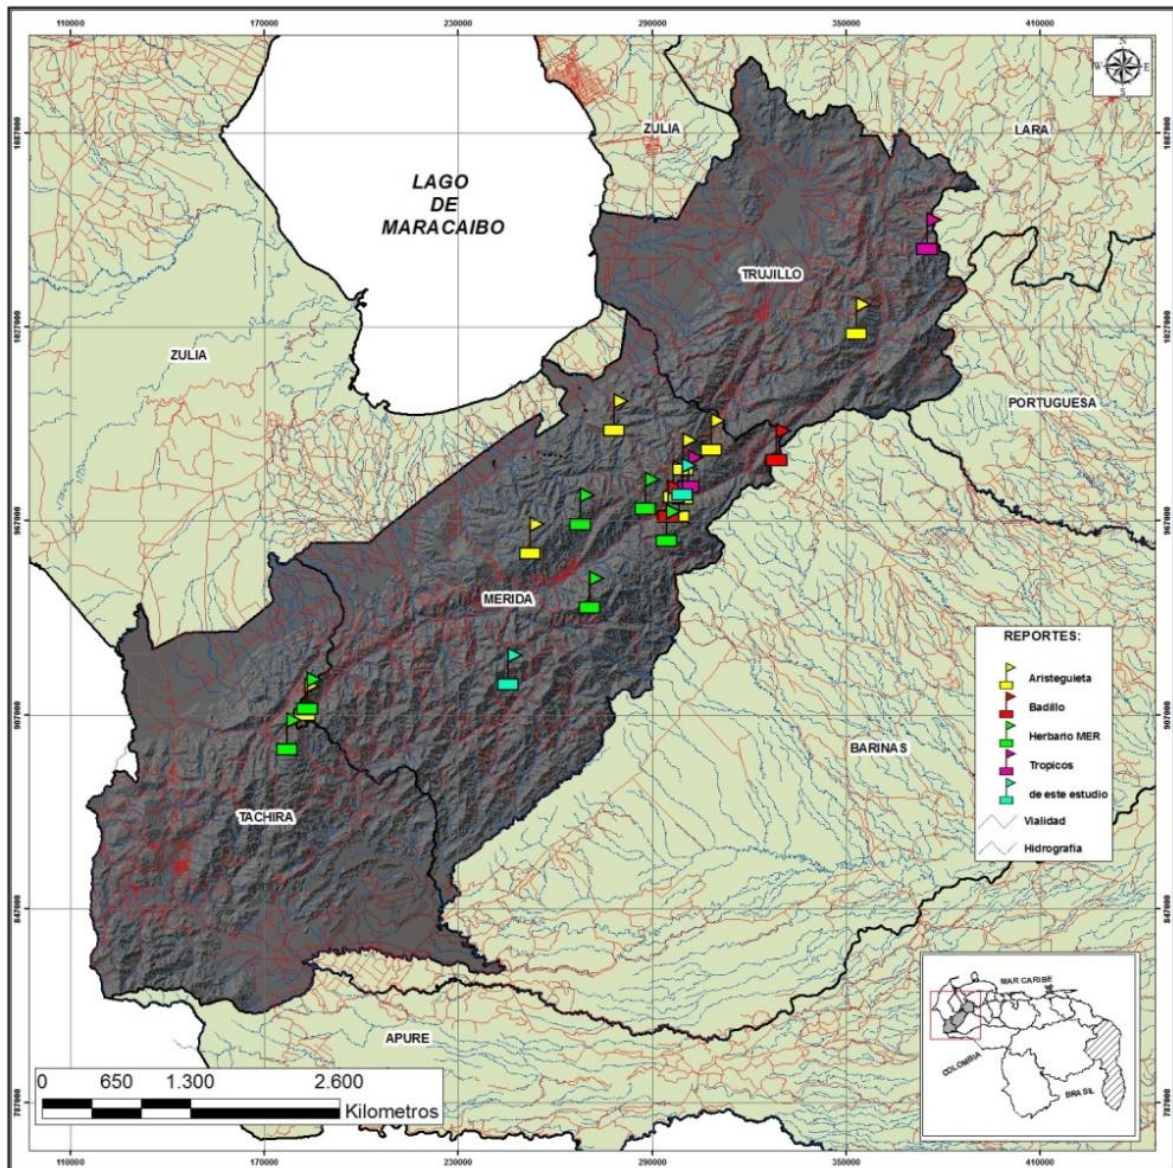 110000 170000 230000 290000 350000 410000
N
W E
S
1087000 1087000
ZULIA
LARA
LAGO
DE
MARACAIBO
TRUJILLO
1027000 1027000
ZULIA
PORTUGUESA
967000 967000
MERIDA
REPORTES:
Aristeguieta
Badillo
Herbario MER
Tropicos
de este estudio
Vialidad
Hidrografia
907000 907000
BARINAS
TACHIRA
847000 847000
MAR CARIBE
COLOMBIA
BRASIL
APURE
0 650 1.300 2.600
Kilometros
787000 787000
110000 170000 230000 290000 350000 410000